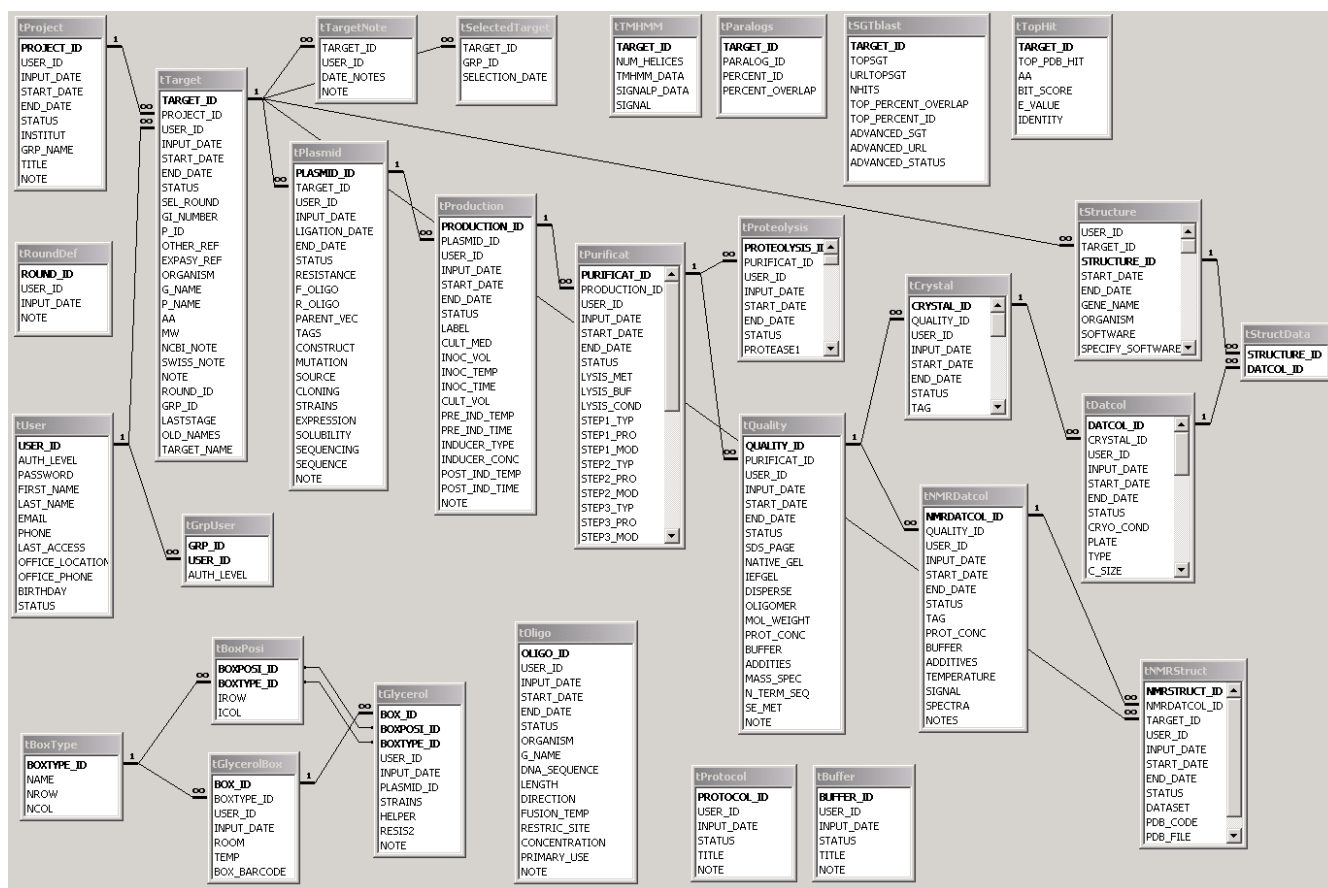 tProject
PROJECT_ID
USER_ID
INPUT_DATE
START_DATE
END_DATE
STATUS
INSTITUT
GRP_NAME
TITLE
NOTE
1
∞
∞
tTarget
TARGET_ID
PROJECT_ID
USER_ID
INPUT_DATE
START_DATE
END_DATE
STATUS
SEL_ROUND
GI_NUMBER
P_ID
OTHER_REF
EXPASY_REF
ORGANISM
G_NAME
P_NAME
AA
MW
NCBI_NOTE
SWISS_NOTE
NOTE
ROUND_ID
GRP_ID
LASTSTAGE
OLD_NAMES
TARGET_NAME
1
∞
tTargetNote
TARGET_ID
USER_ID
DATE_NOTES
NOTE
∞
tSelectedTarget
TARGET_ID
GRP_ID
SELECTION_DATE
tTMHMM
TARGET_ID
NUM_HELICES
TMHMM_DATA
SIGNALP_DATA
SIGNAL
tParalogs
TARGET_ID
PARALOG_ID
PERCENT_ID
PERCENT_OVERLAP
tSGTblast
TARGET_ID
TOPSGT
URLTOPSGT
NHITS
TOP_PERCENT_OVERLAP
TOP_PERCENT_ID
ADVANCED_SGT
ADVANCED_URL
ADVANCED_STATUS
tTopHit
TARGET_ID
TOP_PDB_HIT
AA
BIT_SCORE
E_VALUE
IDENTITY
tRoundDef
ROUND_ID
USER_ID
INPUT_DATE
NOTE
∞
tPlasmid
PLASMID_ID
TARGET_ID
USER_ID
INPUT_DATE
LIGATION_DATE
END_DATE
STATUS
RESISTANCE
F_OLIGO
R_OLIGO
PARENT_VEC
TAGS
CONSTRUCT
MUTATION
SOURCE
CLONING
STRAINS
EXPRESSION
SOLUBILITY
SEQUENCING
SEQUENCE
NOTE
1
∞
tProduction
PRODUCTION_ID
PLASMID_ID
USER_ID
INPUT_DATE
START_DATE
END_DATE
STATUS
LABEL
CULT_MED
INOC_VOL
INOC_TEMP
INOC_TIME
CULT_VOL
PRE_IND_TEMP
PRE_IND_TIME
INDUCER_TYPE
INDUCER_CONC
POST_IND_TEMP
POST_IND_TIME
NOTE
1
∞
tPurificat
PURIFICAT_ID
PRODUCTION_ID
USER_ID
INPUT_DATE
START_DATE
END_DATE
STATUS
LYSIS_MET
LYSIS_BUF
LYSIS_COND
STEP1_TYP
STEP1_PRO
STEP1_MOD
STEP2_TYP
STEP2_PRO
STEP2_MOD
STEP3_TYP
STEP3_PRO
STEP3_MOD
1
∞
∞
tProteolysis
PROTEOLYSIS_I
PURIFICAT_ID
USER_ID
INPUT_DATE
START_DATE
END_DATE
STATUS
PROTEASE1
tQuality
QUALITY_ID
PURIFICAT_ID
USER_ID
INPUT_DATE
START_DATE
END_DATE
STATUS
SDS_PAGE
NATIVE_GEL
IEFGEL
DISPERSE
OLIGOMER
MOL_WEIGHT
PROT_CONC
BUFFER
ADDITIES
MASS_SPEC
N_TERM_SEQ
SE_MET
NOTE
1
∞
∞
tCrystal
CRYSTAL_ID
QUALITY_ID
USER_ID
INPUT_DATE
START_DATE
END_DATE
STATUS
TAG
1
∞
tNMRDatcol
NMRDATCOL_ID
QUALITY_ID
USER_ID
INPUT_DATE
START_DATE
END_DATE
STATUS
TAG
PROT_CONC
BUFFER
ADDITIVES
TEMPERATURE
SIGNAL
SPECTRA
NOTES
1
∞
tStructure
USER_ID
TARGET_ID
STRUCTURE_ID
START_DATE
END_DATE
GENE_NAME
ORGANISM
SOFTWARE
SPECIFY_SOFTWARE
1
∞
∞
tStructData
STRUCTURE_ID
DATCOL_ID
tDatcol
DATCOL_ID
CRYSTAL_ID
USER_ID
INPUT_DATE
START_DATE
END_DATE
STATUS
CRYO_COND
PLATE
TYPE
C_SIZE
1
∞
∞
tNMRStruct
NMRSTRUCT_ID
NMRDATCOL_ID
TARGET_ID
USER_ID
INPUT_DATE
START_DATE
END_DATE
STATUS
DATASET
PDB_CODE
PDB_FILE
tUser
USER_ID
AUTH_LEVEL
PASSWORD
FIRST_NAME
LAST_NAME
EMAIL
PHONE
LAST_ACCESS
OFFICE_LOCATION
OFFICE_PHONE
BIRTHDAY
STATUS
1
∞
tGrpUser
GRP_ID
USER_ID
AUTH_LEVEL
tBoxType
BOXTYPE_ID
NAME
NROW
NCOL
1
∞
∞
tBoxPosi
BOXPOSI_ID
BOXTYPE_ID
IROW
ICOL
tGlycerolBox
BOX_ID
BOXTYPE_ID
USER_ID
INPUT_DATE
ROOM
TEMP
BOX_BARCODE
1
∞
tGlycerol
BOX_ID
BOXPOSI_ID
BOXTYPE_ID
USER_ID
INPUT_DATE
PLASMID_ID
STRAINS
HELPER
RESIS2
NOTE
tOligo
OLIGO_ID
USER_ID
INPUT_DATE
START_DATE
END_DATE
STATUS
ORGANISM
G_NAME
DNA_SEQUENCE
LENGTH
DIRECTION
FUSION_TEMP
RESTRIC_SITE
CONCENTRATION
PRIMARY_USE
NOTE
tProtocol
PROTOCOL_ID
USER_ID
INPUT_DATE
STATUS
TITLE
NOTE
tBuffer
BUFFER_ID
USER_ID
INPUT_DATE
STATUS
TITLE
NOTE